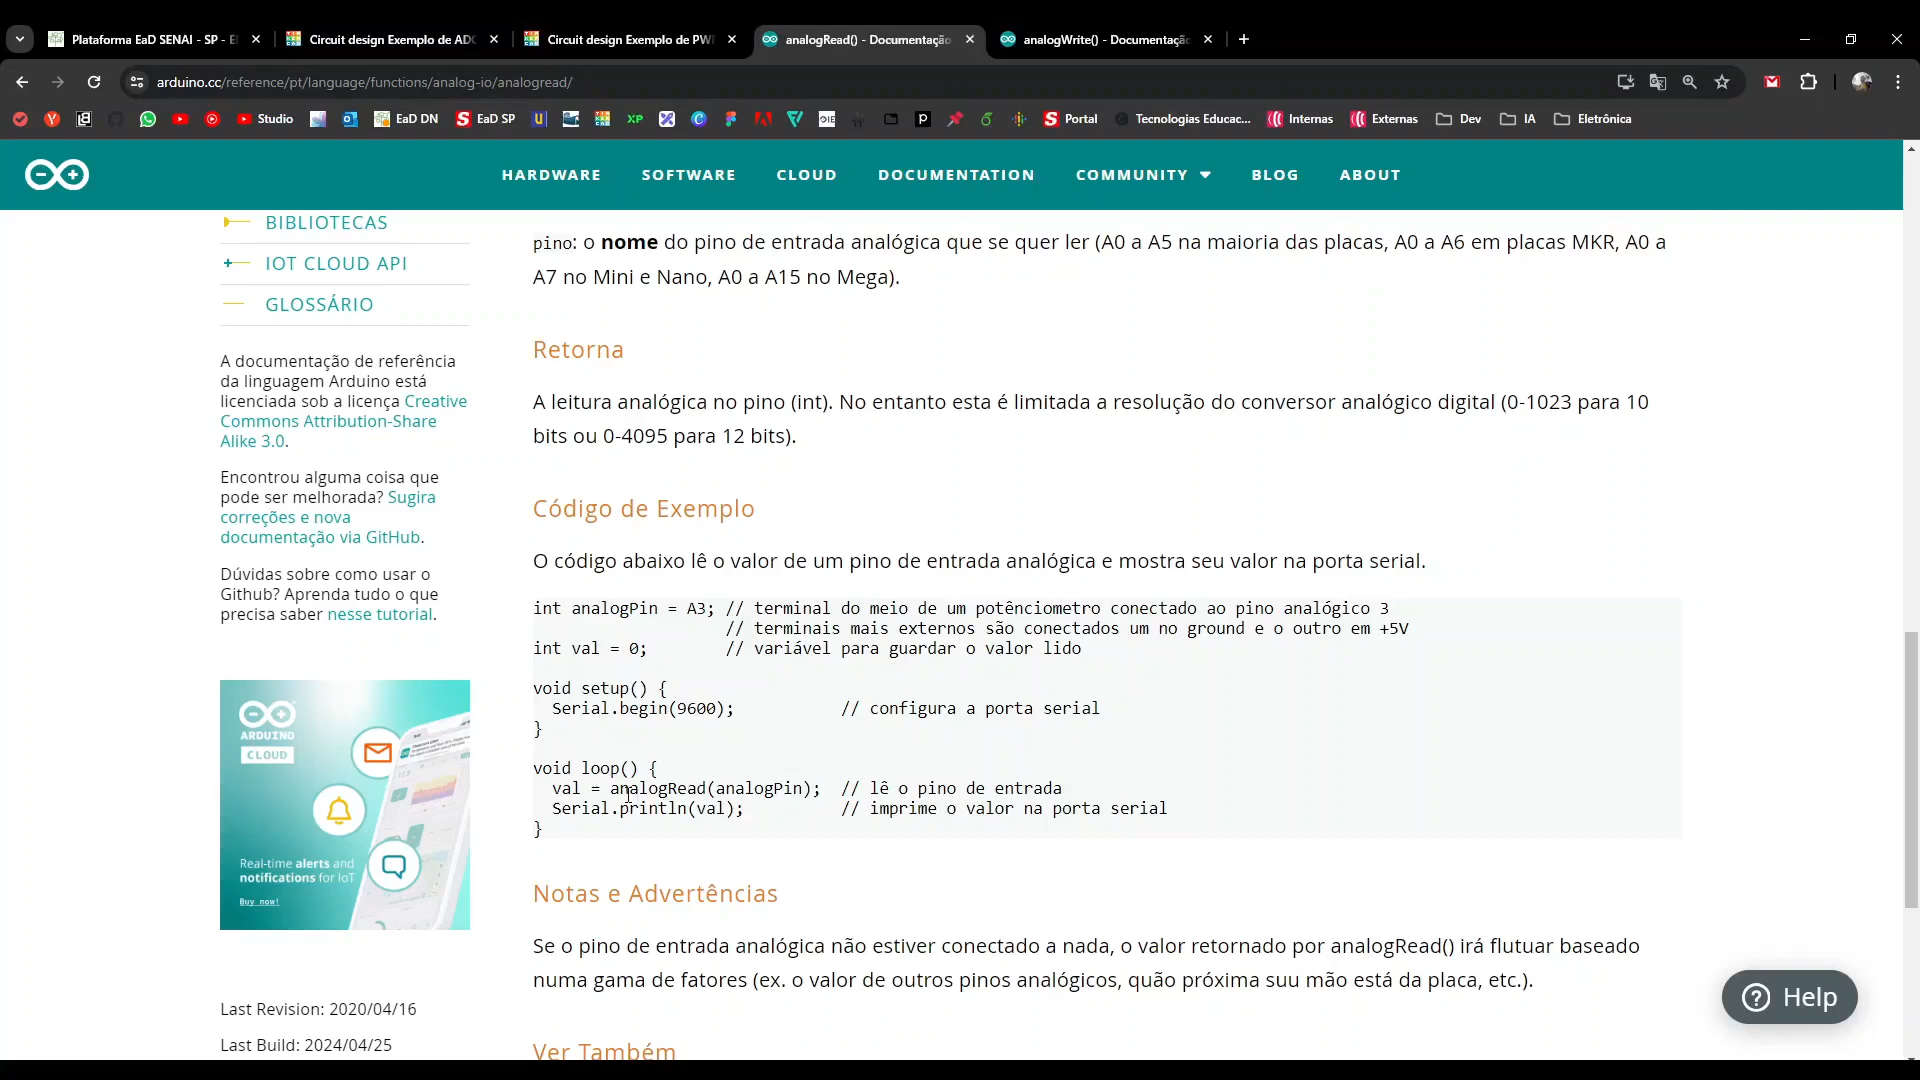 Plataforma EaD SENAI - SP - E
Circuit design Exemplo de ADC
Circuit design Exemplo de PW
analogRead() - Documentação
analogWrite() - Documentação
arduino.cc/reference/pt/language/functions/analog-io/analogread/
Studio
EaD DN
EaD SP
XP
Portal
Tecnologias Educac...
Internas
Externas
Dev
IA
Eletrônica
HARDWARE
SOFTWARE
CLOUD
DOCUMENTATION
COMMUNITY
BLOG
ABOUT
BIBLIOTECAS
IOT CLOUD API
GLOSSÁRIO
A documentação de referência
da linguagem Arduino está
licenciada sob a licença Creative
Commons Attribution-Share
Alike 3.0.
Encontrou alguma coisa que
pode ser melhorada? Sugira
correções e nova
documentação via GitHub.
Dúvidas sobre como usar o
Github? Aprenda tudo o que
precisa saber nesse tutorial.
ARDUINO
CLOUD
Real-time alerts and
notifications for IoT
Buy now!
Last Revision: 2020/04/16
Last Build: 2024/04/25
pino: o nome do pino de entrada analógica que se quer ler (A0 a A5 na maioria das placas, A0 a A6 em placas MKR, A0 a
A7 no Mini e Nano, A0 a A15 no Mega).
Retorna
A leitura analógica no pino (int). No entanto esta é limitada a resolução do conversor analógico digital (0-1023 para 10
bits ou 0-4095 para 12 bits).
Código de Exemplo
O código abaixo lê o valor de um pino de entrada analógica e mostra seu valor na porta serial.
int analogPin = A3; // terminal do meio de um potênciometro conectado ao pino analógico 3
// terminais mais externos são conectados um no ground e o outro em +5V
int val = 0; // variável para guardar o valor lido
void setup() {
Serial.begin(9600); // configura a porta serial
}
void loop() {
val = analogRead(analogPin); // lê o pino de entrada
Serial.println(val); // imprime o valor na porta serial
}
Notas e Advertências
Se o pino de entrada analógica não estiver conectado a nada, o valor retornado por analogRead() irá flutuar baseado
numa gama de fatores (ex. o valor de outros pinos analógicos, quão próxima suu mão está da placa, etc.).
Ver Também
Help